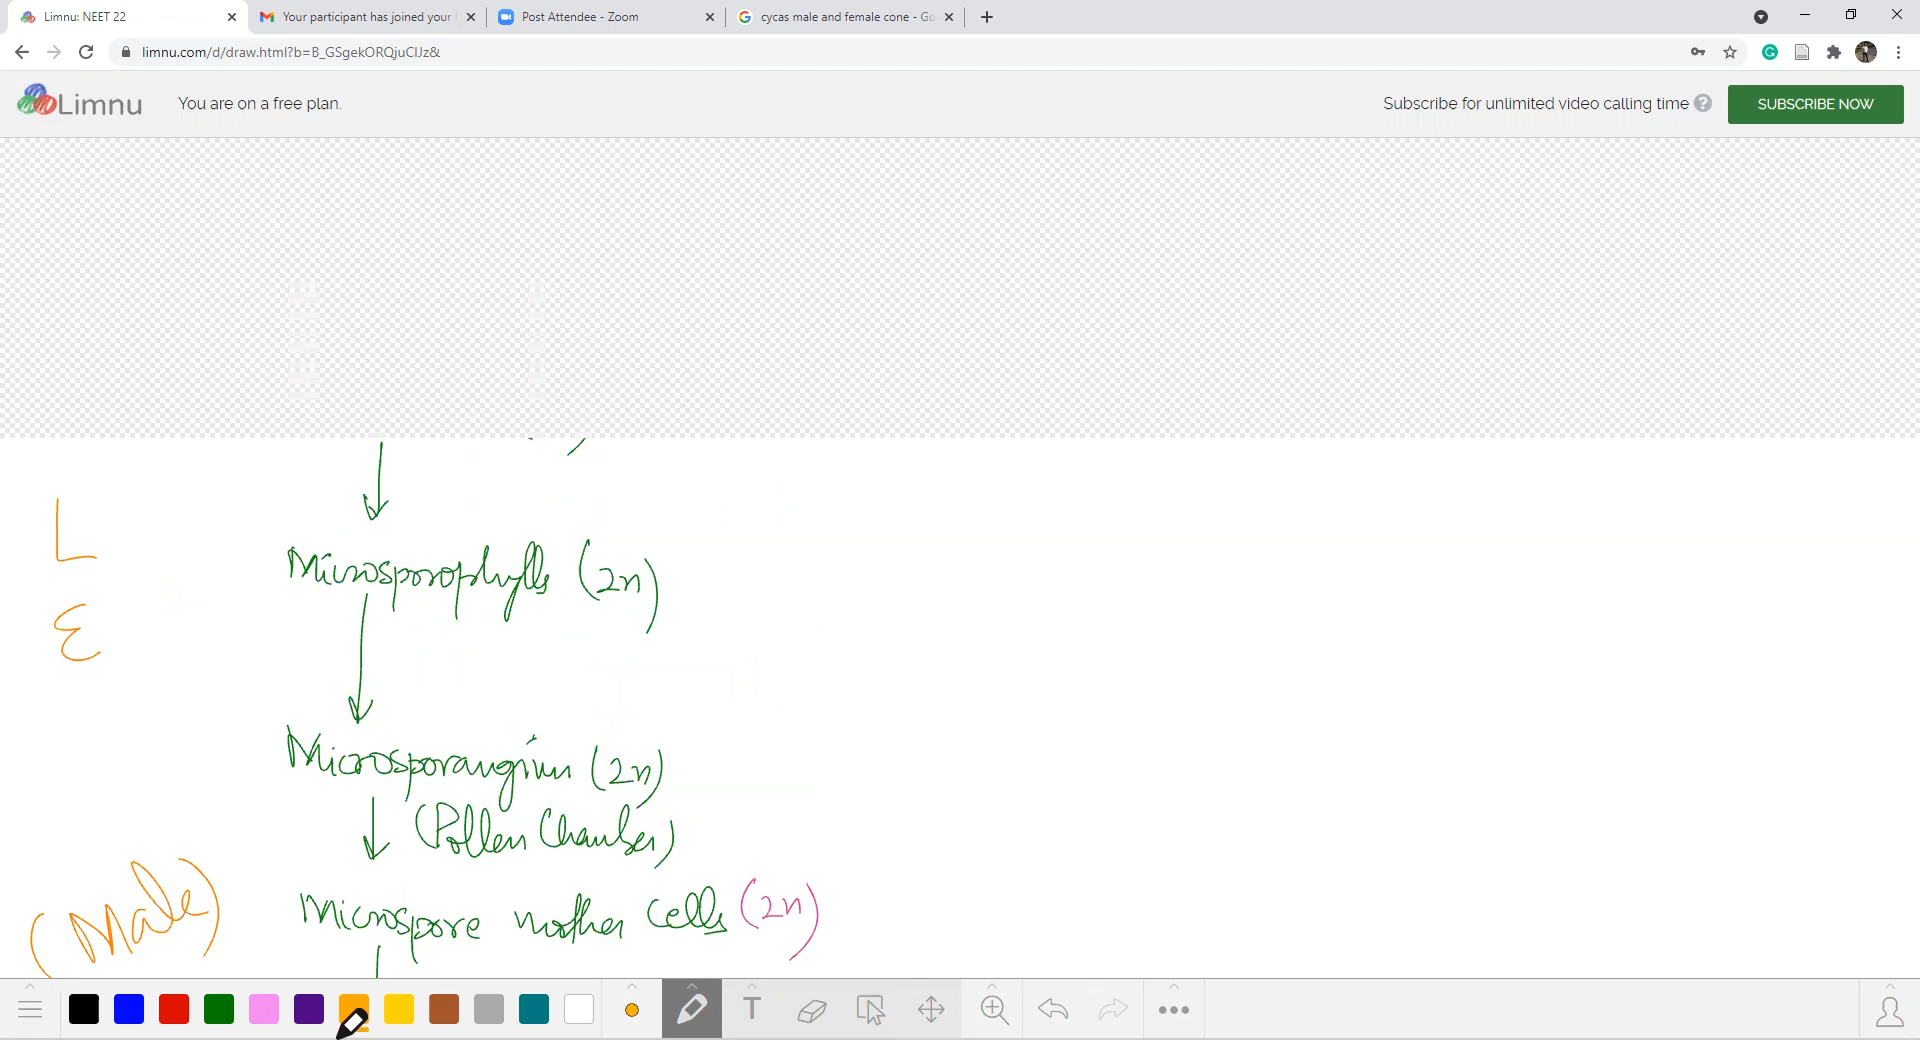 Limnu: NEET 22
Your participant has joined your
Post Attendee - Zoom
cycas male and female cone - Go
limnu.com/d/draw.html?b=B_GSgekORQjuClJz&
Limnu
You are on a free plan.
Subscribe for unlimited video calling time ?
SUBSCRIBE NOW
L
E
Microsporophylls (2n)
Microsporangium (2n)
(Pollen Chamber)
(Male)
Microspore mother cells (2n)
T